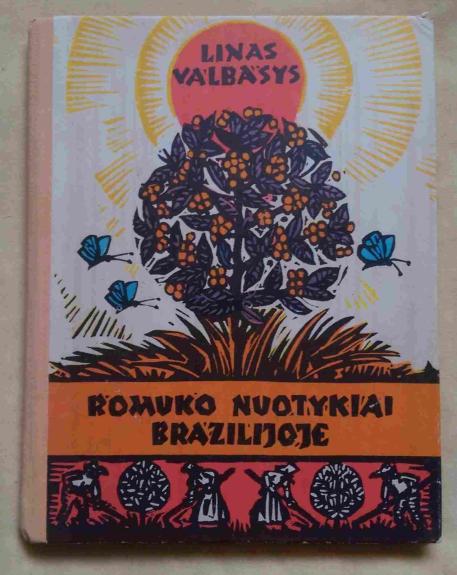 LINAS
VALBASYS
ROMUKO NUOTYKIAI
BRAZILIJOJE